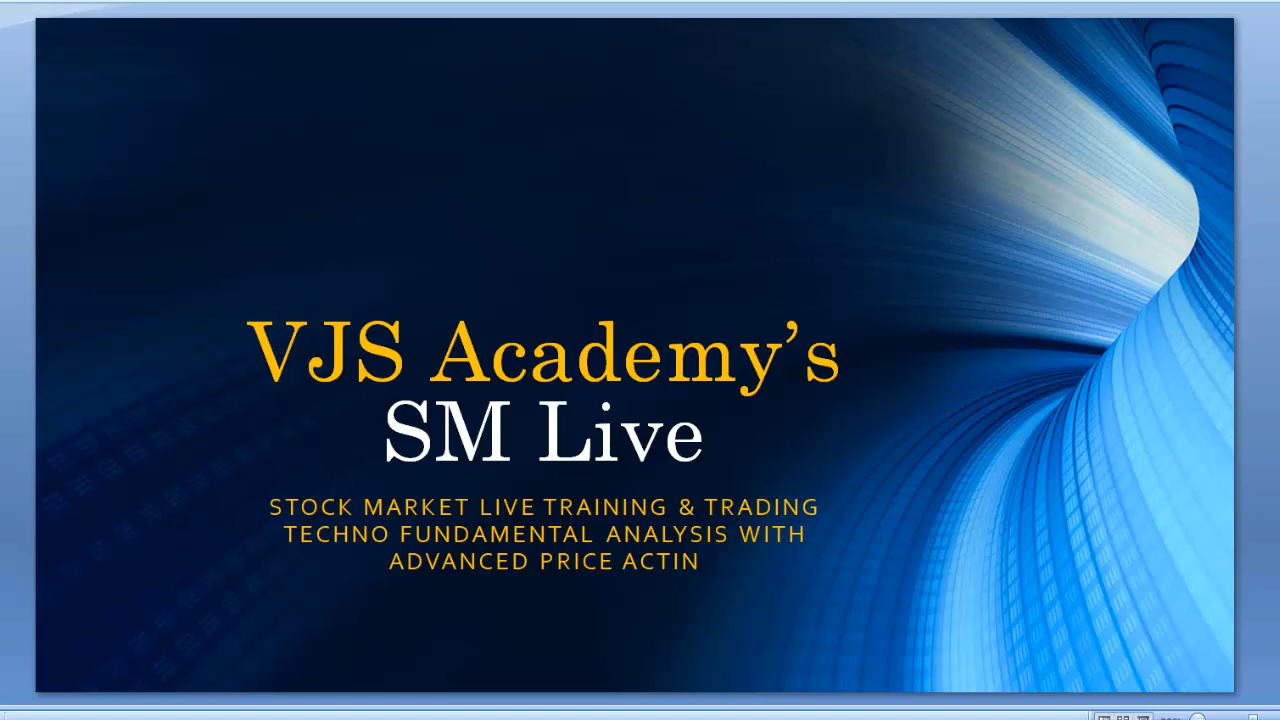 VJS Academy’s
SM Live
STOCK MARKET LIVE TRAINING & TRADING
TECHNO FUNDAMENTAL ANALYSIS WITH
ADVANCED PRICE ACTIN